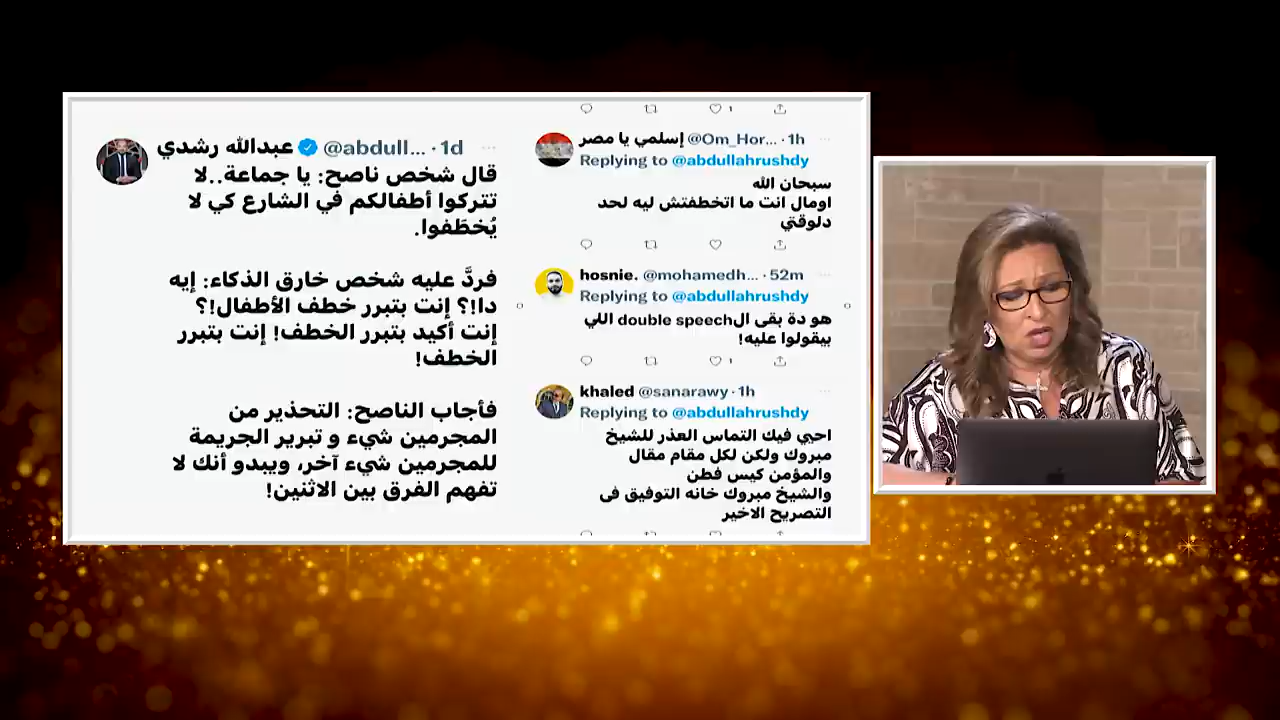 عبدالله رشدي @abdull... · 1d
قال شخص ناصح: يا جماعة..لا
تتركوا أطفالكم في الشارع كي لا
يُخطَفوا.
فردَّ عليه شخص خارق الذكاء: إيه
دا!؟ إنت بتبرر خطف الأطفال!؟
إنت أكيد بتبرر الخطف! إنت بتبرر
الخطف!
فأجاب الناصح: التحذير من
المجرمين شيء و تبرير الجريمة
للمجرمين شيء آخر، ويبدو أنك لا
تفهم الفرق بين الاثنين!
1
إسلمي يا مصر @Om_Hor... · 1h
Replying to @abdullahrushdy
سبحان الله
اومال انت ما اتخطفتش ليه لحد
دلوقتي
hosnie. @mohamedh... · 52m
Replying to @abdullahrushdy
هو دة بقى الdouble speech اللي
بيقولوا عليه!
1
khaled @sanarawy · 1h
Replying to @abdullahrushdy
احيي فيك التماس العذر للشيخ
مبروك ولكن لكل مقام مقال
والمؤمن كيس فطن
والشيخ مبروك خانه التوفيق فى
التصريح الاخير